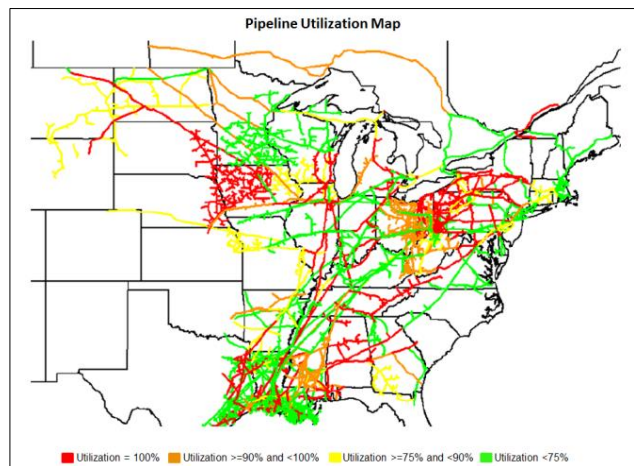 Pipeline Utilization Map
Utilization = 100% Utilization >=90% and <100% Utilization >=75% and <90% Utilization <75%